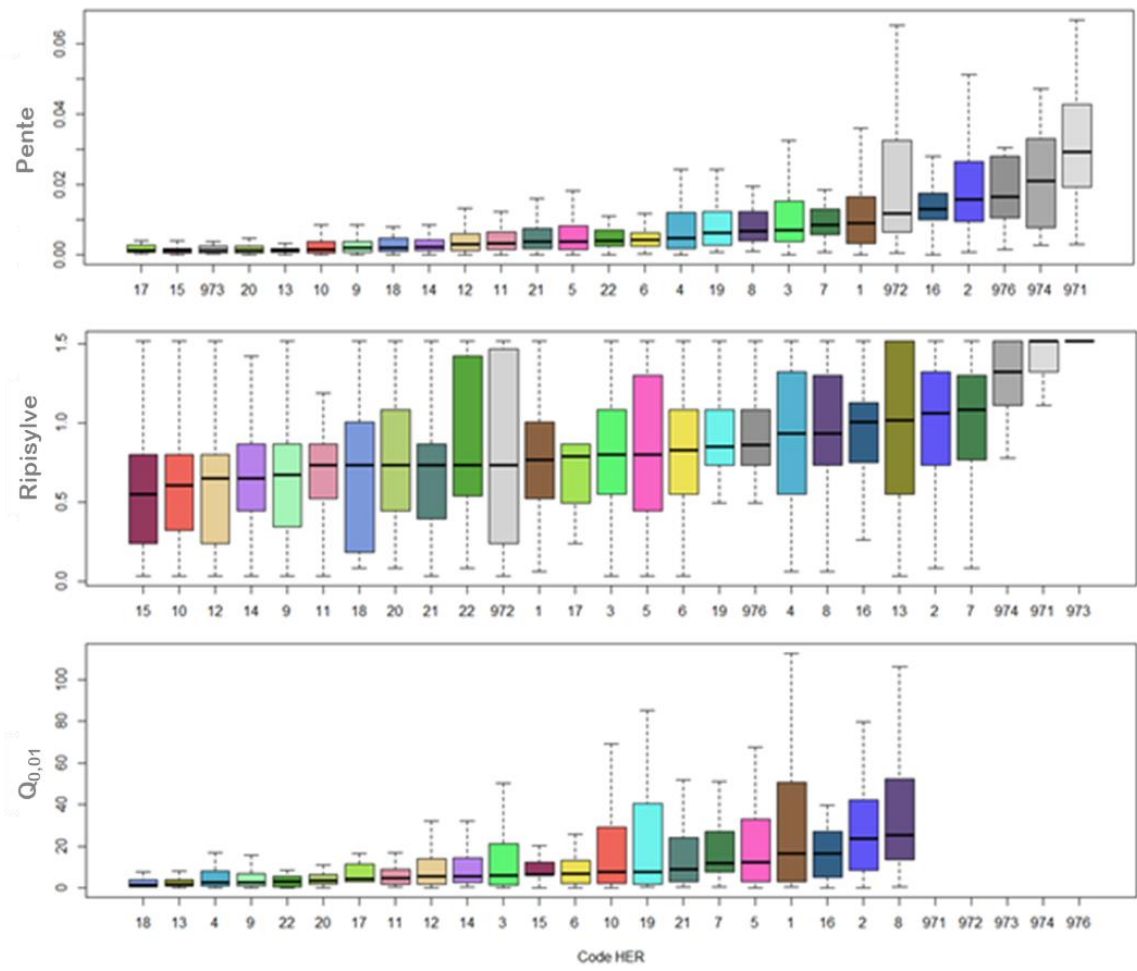 Pente
0.00 0.02 0.04 0.06
17 15 973 20 13 10 9 18 14 12 11 21 5 22 6 4 19 8 3 7 1 972 16 2 976 974 971
Ripisylve
0.0 0.5 1.0 1.5
15 10 12 14 9 11 18 20 21 22 972 1 17 3 5 6 19 976 4 8 16 13 2 7 974 971 973
Q0,01
0 20 40 60 80 100
18 13 4 9 22 20 17 11 12 14 3 15 6 10 19 21 7 5 1 16 2 8 971 972 973 974 976
Code HER